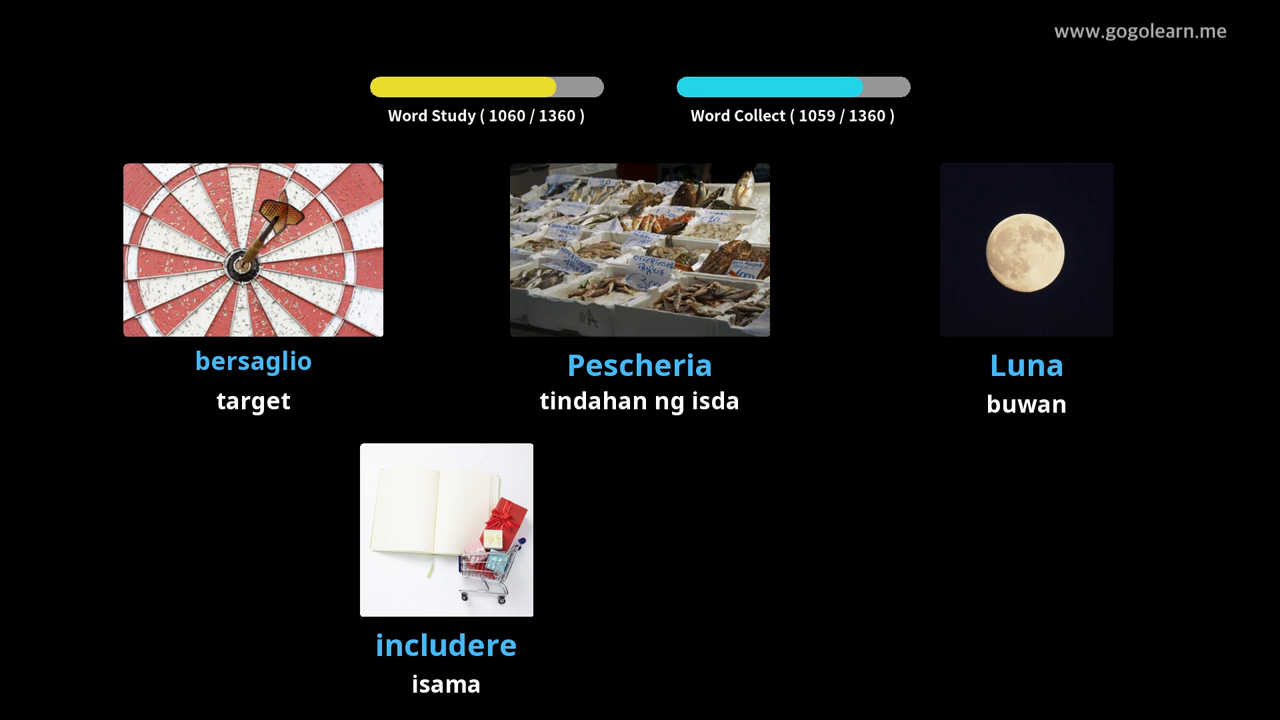 www.gogolearn.me
Word Study ( 1060 / 1360 )
Word Collect ( 1059 / 1360 )
bersaglio
target
Pescheria
tindahan ng isda
Luna
buwan
includere
isama